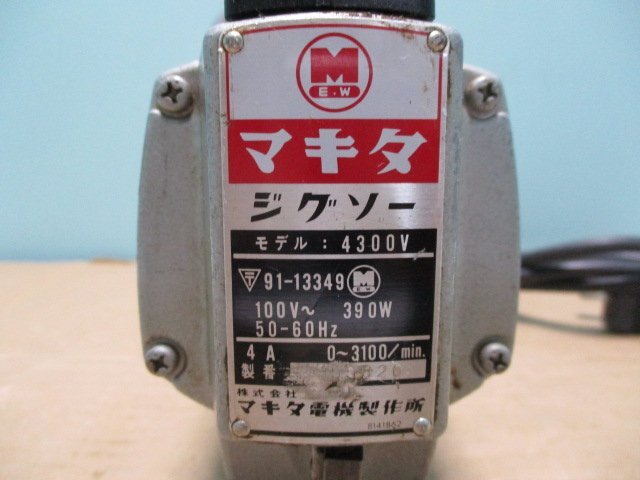 M
E.W
マキタ
ジグソー
モデル : 4300V
〒 91-13349 M E.W
100V～ 390W
50-60Hz
4 A 0～3100/min.
製番
株式会社
マキタ電機製作所